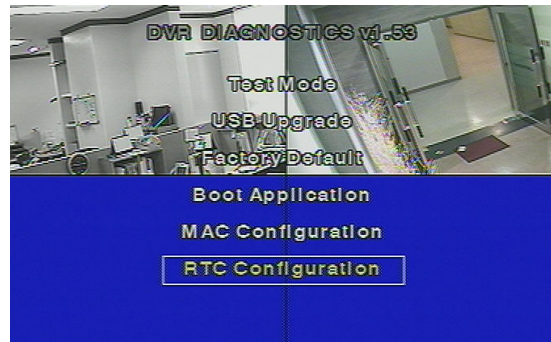 DVR DIAGNOSTICS v1.53
Test Mode
USB Upgrade
Factory Default
Boot Application
MAC Configuration
RTC Configuration